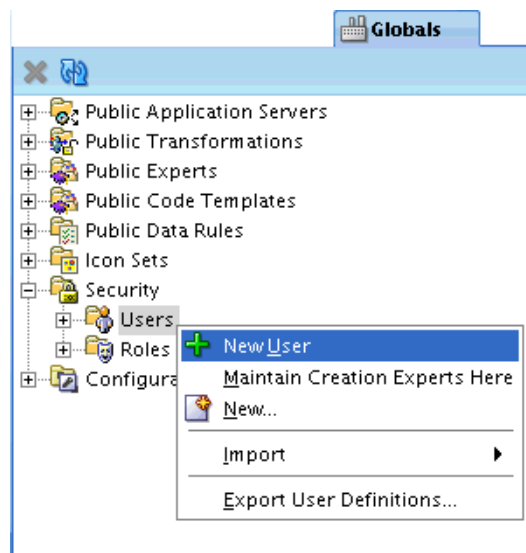 Globals
Public Application Servers
Public Transformations
Public Experts
Public Code Templates
Public Data Rules
Icon Sets
Security
Users
New User
Roles
Maintain Creation Experts Here
Configura
New...
Import
Export User Definitions...